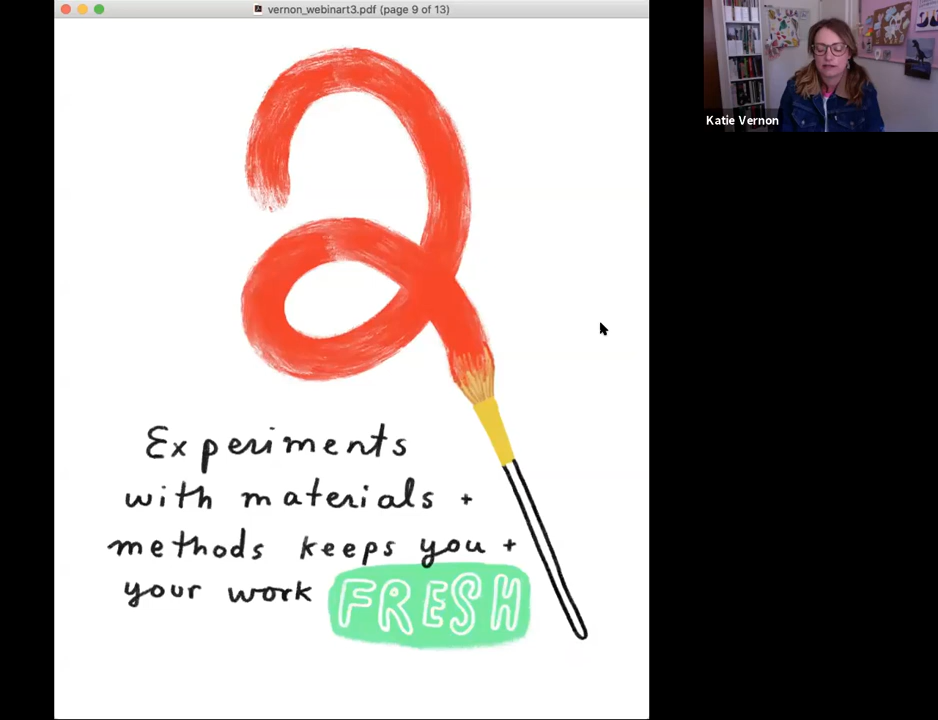 vernon_webinart3.pdf (page 9 of 13)
Katie Vernon
2
Experiments
with materials +
methods keeps you +
your work FRESH